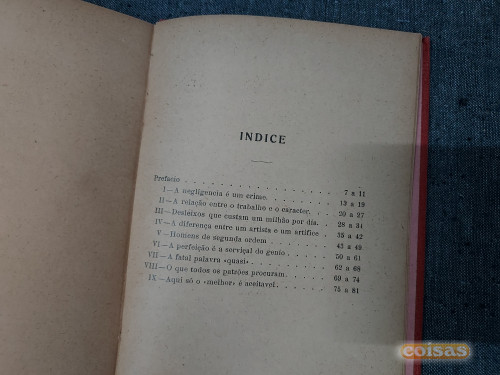 INDICE
Prefacio . . . . . . . . . . 7 a 11
I—A negligencia é um crime. . . . . 13 a 18
II—A relação entre o trabalho e o caracter. 20 a 27
III—Desleixos que custam um milhão por dia. 28 a 34
IV—A diferença entre um artista e um artifice 35 a 42
V—Homens de segunda ordem . . . . 43 a 49
VI—A perfeição é a serviçal do genio . . 50 a 61
VII—A fatal palavra «quasi» . . . . . 62 a 68
VIII—O que todos os patrões procuram. . . 69 a 74
IX—Aqui só o «melhor» é aceitavel . . . 75 a 81
coisas